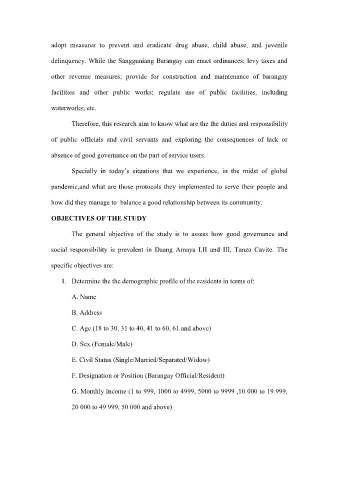 adopt measures to prevent and eradicate drug abuse, child abuse, and juvenile
delinquency. While the Sangguniang Barangay can enact ordinances; levy taxes and
other revenue measures; provide for construction and maintenance of barangay
facilities and other public works; regulate use of public facilities, including
waterworks; etc.
Therefore, this research aim to know what are the the duties and responsibility
of public officials and civil servants and exploring the consequences of lack or
absence of good governance on the part of service users.
Specially in today's situations that we experience, in the midst of global
pandemic,and what are those protocols they implemented to serve their people and
how did they manage to balance a good relationship between its community.
OBJECTIVES OF THE STUDY
The general objective of the study is to assess how good governance and
social responsibility is prevalent in Daang Amaya I,II and III, Tanza Cavite. The
specific objectives are:
1. Determine the the demographic profile of the residents in terms of:
A. Name
B. Address
C. Age (18 to 30, 31 to 40, 41 to 60, 61 and above)
D. Sex (Female/Male)
E. Civil Status (Single/Married/Separated/Widow)
F. Designation or Position (Barangay Official/Resident)
G. Monthly Income (1 to 999, 1000 to 4999, 5000 to 9999 ,10 000 to 19 999,
20 000 to 49 999, 50 000 and above)